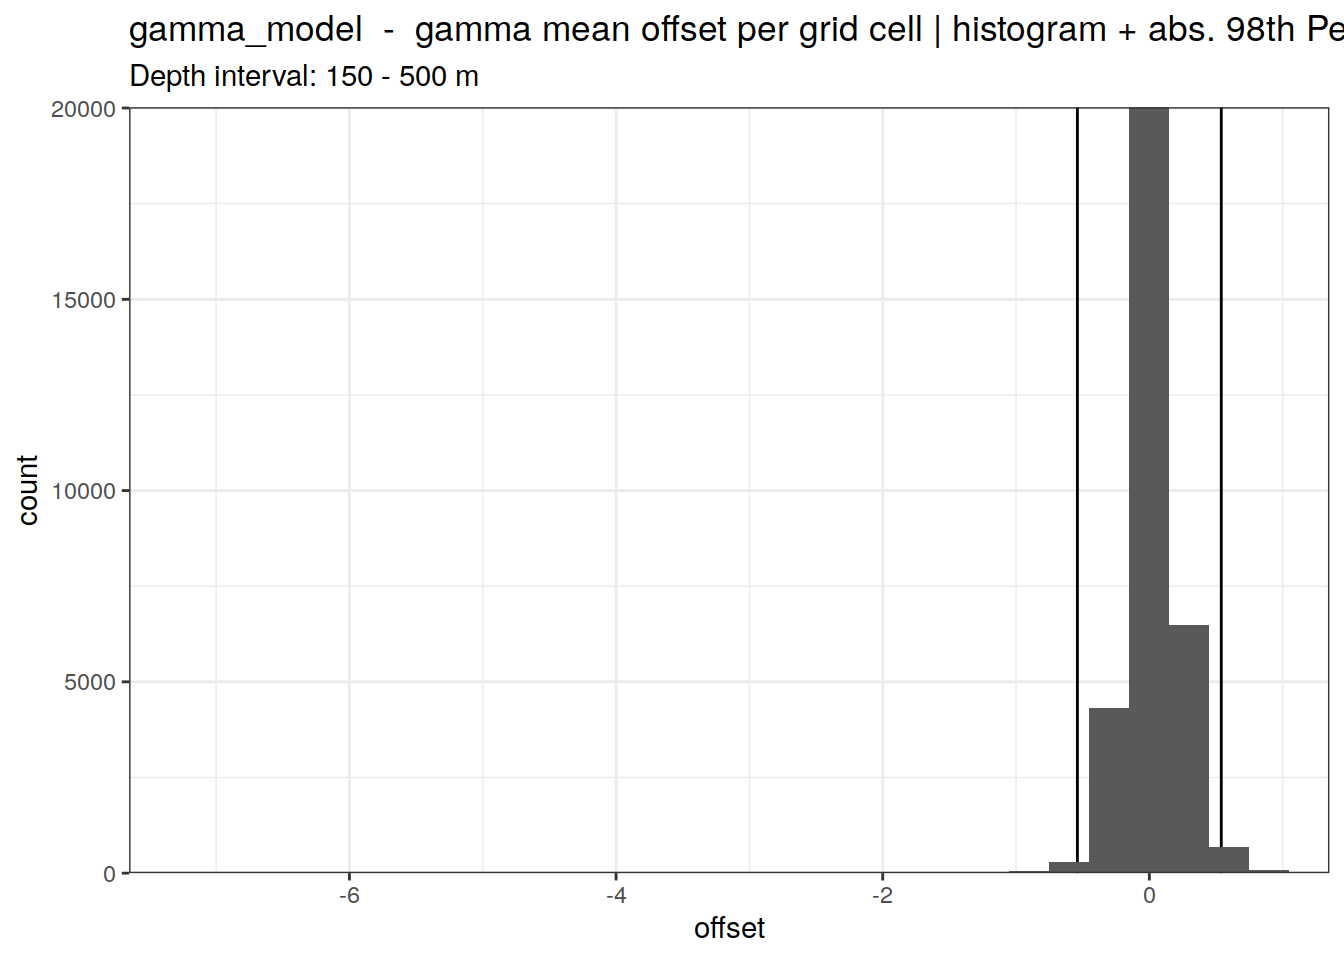 gamma_model - gamma mean offset per grid cell | histogram + abs. 98th Pe
Depth interval: 150 - 500 m
20000
15000
10000
5000
0
count
-6 -4 -2 0
offset